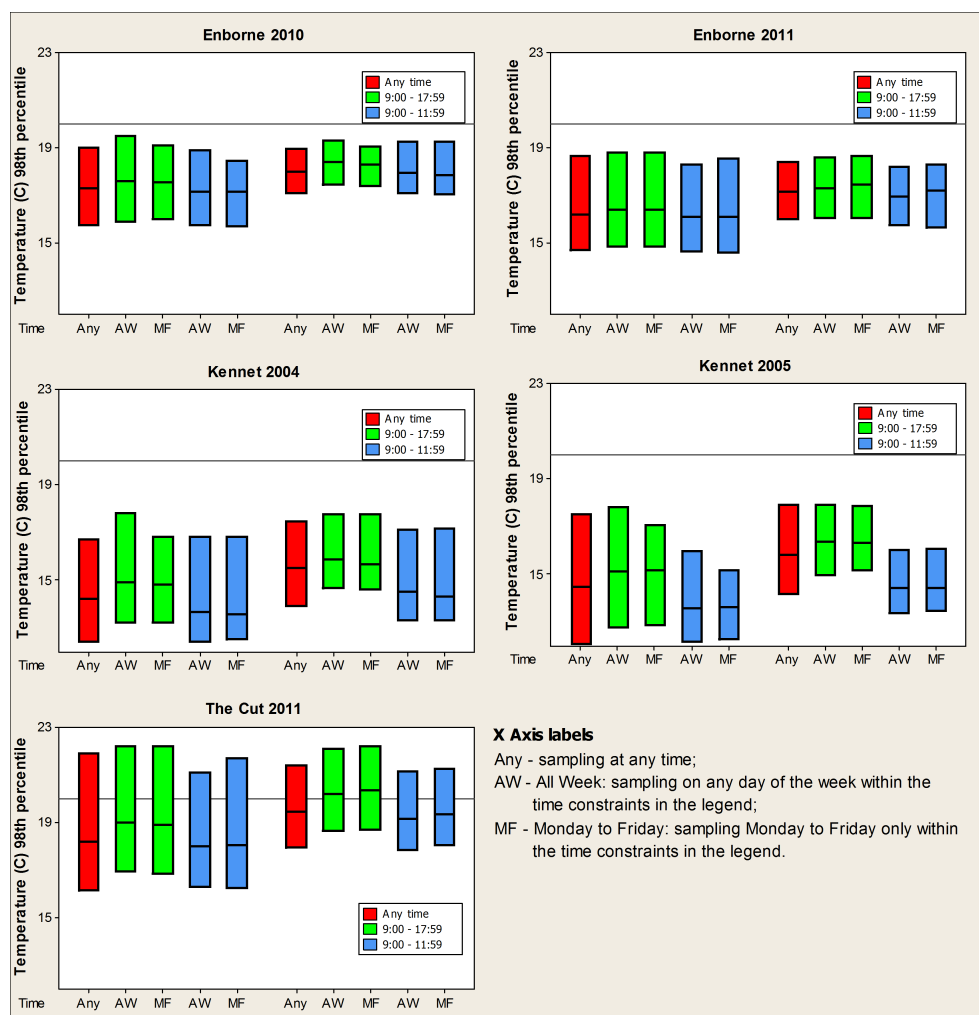 Enborne 2010
Temperature (C) 98th percentile
23
19
15
Any time
9:00 - 17:59
9:00 - 11:59
Time Any AW MF AW MF Any AW MF AW MF
Enborne 2011
Temperature (C) 98th percentile
23
19
15
Any time
9:00 - 17:59
9:00 - 11:59
Time Any AW MF AW MF Any AW MF AW MF
Kennet 2004
Temperature (C) 98th percentile
23
19
15
Any time
9:00 - 17:59
9:00 - 11:59
Time Any AW MF AW MF Any AW MF AW MF
Kennet 2005
Temperature (C) 98th percentile
23
19
15
Any time
9:00 - 17:59
9:00 - 11:59
Time Any AW MF AW MF Any AW MF AW MF
The Cut 2011
Temperature (C) 98th percentile
23
19
15
Any time
9:00 - 17:59
9:00 - 11:59
Time Any AW MF AW MF Any AW MF AW MF
X Axis labels
Any - sampling at any time;
AW - All Week: sampling on any day of the week within the
time constraints in the legend;
MF - Monday to Friday: sampling Monday to Friday only within
the time constraints in the legend.